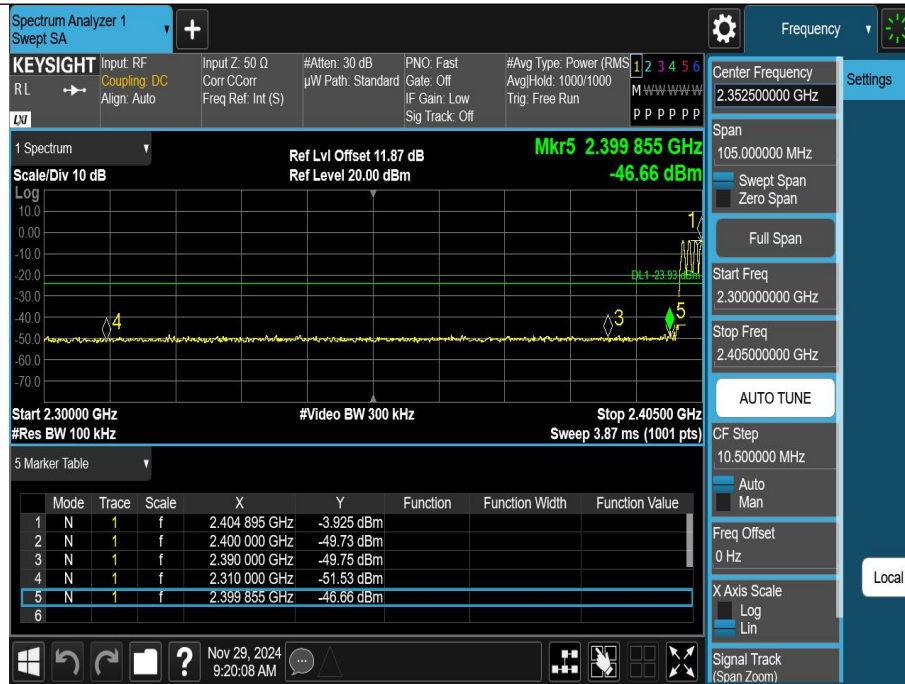 Spectrum Analyzer 1
Swept SA
Frequency
KEYSIGHT
RL
LXI
Input: RF
Coupling: DC
Align: Auto
Input Z: 50 Ω
Corr CCorr
Freq Ref: Int (S)
#Atten: 30 dB
µW Path: Standard
PNO: Fast
Gate: Off
IF Gain: Low
Sig Track: Off
#Avg Type: Power (RMS
Avg|Hold: 1000/1000
Trig: Free Run
1 2 3 4 5 6
M W W W W W
P P P P P P
1 Spectrum
Scale/Div 10 dB
Ref Lvl Offset 11.87 dB
Ref Level 20.00 dBm
Mkr5 2.399 855 GHz
-46.66 dBm
Log
10.0
0.00
-10.0
-20.0
-30.0
-40.0
-50.0
-60.0
-70.0
1
DL1 -23.93 dBm
4
3
5
Start 2.30000 GHz
#Video BW 300 kHz
Stop 2.40500 GHz
#Res BW 100 kHz
Sweep 3.87 ms (1001 pts)
5 Marker Table
Mode Trace Scale X Y Function Function Width Function Value
1 N 1 f 2.404 895 GHz -3.925 dBm
2 N 1 f 2.400 000 GHz -49.73 dBm
3 N 1 f 2.390 000 GHz -49.75 dBm
4 N 1 f 2.310 000 GHz -51.53 dBm
5 N 1 f 2.399 855 GHz -46.66 dBm
6
Nov 29, 2024
9:20:08 AM
Center Frequency
2.352500000 GHz
Settings
Span
105.000000 MHz
Swept Span
Zero Span
Full Span
Start Freq
2.300000000 GHz
Stop Freq
2.405000000 GHz
AUTO TUNE
CF Step
10.500000 MHz
Auto
Man
Freq Offset
0 Hz
Local
X Axis Scale
Log
Lin
Signal Track
(Span Zoom)